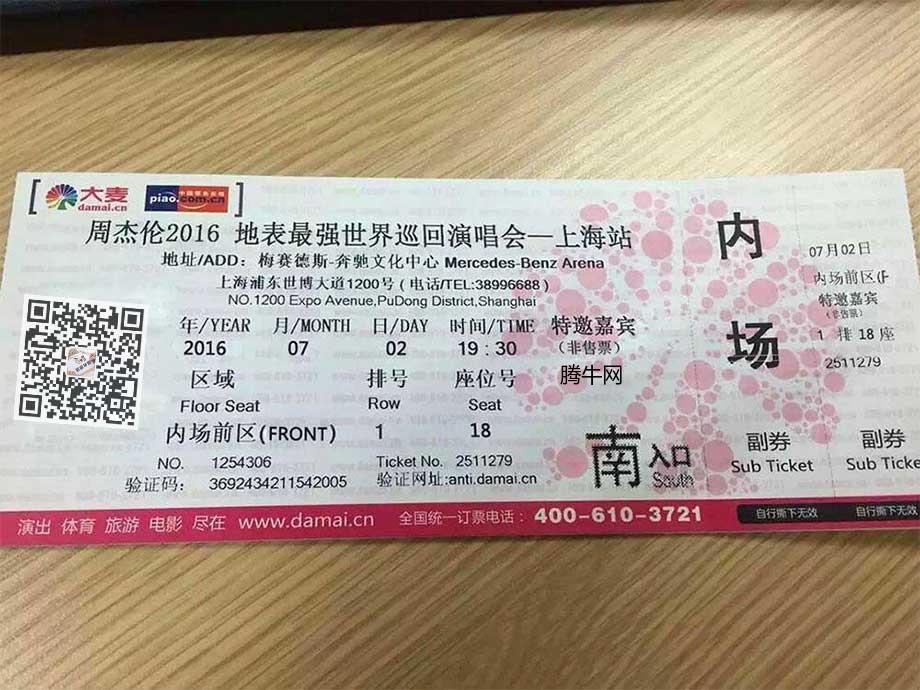 [ 大麦 damai.cn 中国票务在线 piao.com.cn ]
周杰伦2016 地表最强世界巡回演唱会—上海站
地址/ADD：梅赛德斯-奔驰文化中心 Mercedes-Benz Arena
上海浦东世博大道1200号（电话/TEL:38996688）
NO.1200 Expo Avenue,PuDong District,Shanghai
年/YEAR 月/MONTH 日/DAY 时间/TIME 特邀嘉宾
2016 07 02 19:30 （非售票）
区域 排号 座位号 腾牛网
Floor Seat Row Seat
内场前区(FRONT) 1 18
NO. 1254306 Ticket No. 2511279
验证码： 3692434211542005 验证网址:anti.damai.cn
南 入口
South
演出 体育 旅游 电影 尽在 www.damai.cn 全国统一订票电话：400-610-3721
内
场
副券
Sub Ticket
自行撕下无效
07月02日
内场前区(F
特邀嘉宾
(非售票)
1 排 18 座
2511279
副券
Sub Ticke
自行撕下无效